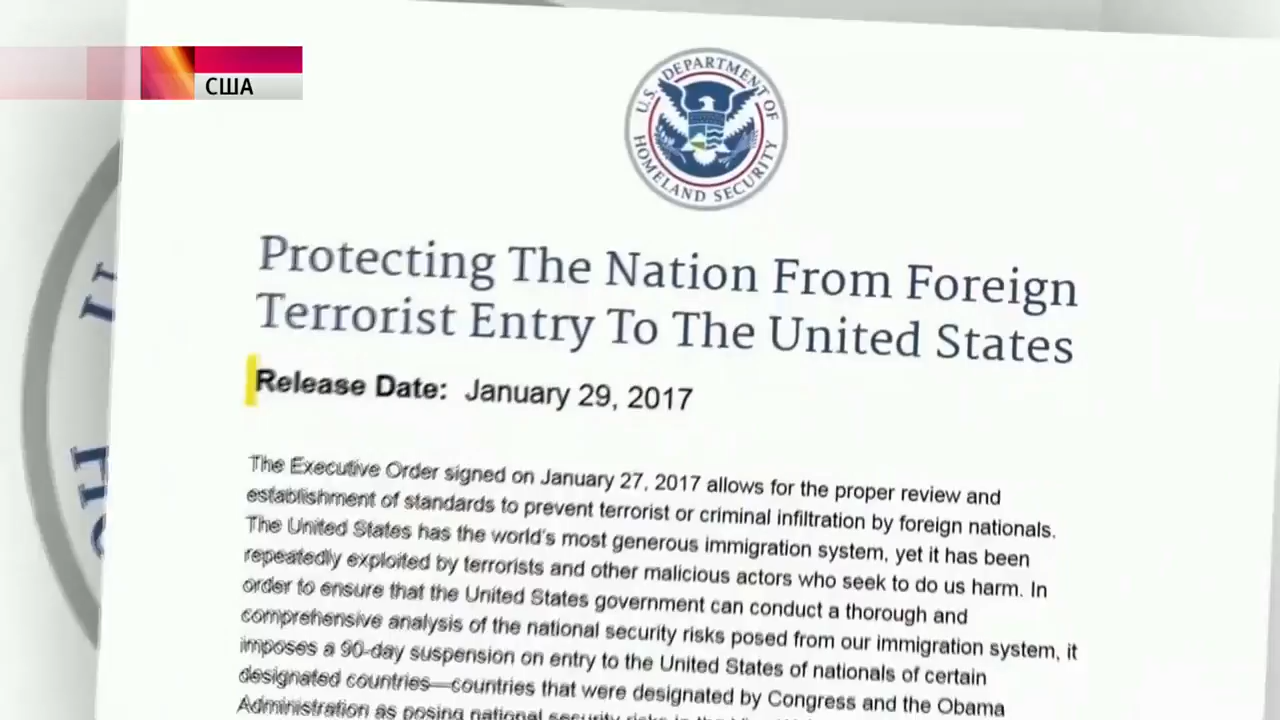 США
U.S. DEPARTMENT OF
HOMELAND SECURITY
Protecting The Nation From Foreign
Terrorist Entry To The United States
Release Date: January 29, 2017
The Executive Order signed on January 27, 2017 allows for the proper review and
establishment of standards to prevent terrorist or criminal infiltration by foreign nationals.
The United States has the world's most generous immigration system, yet it has been
repeatedly exploited by terrorists and other malicious actors who seek to do us harm. In
order to ensure that the United States government can conduct a thorough and
comprehensive analysis of the national security risks posed from our immigration system, it
imposes a 90-day suspension on entry to the United States of nationals of certain
designated countries—countries that were designated by Congress and the Obama
Administration as posing national security risks in the